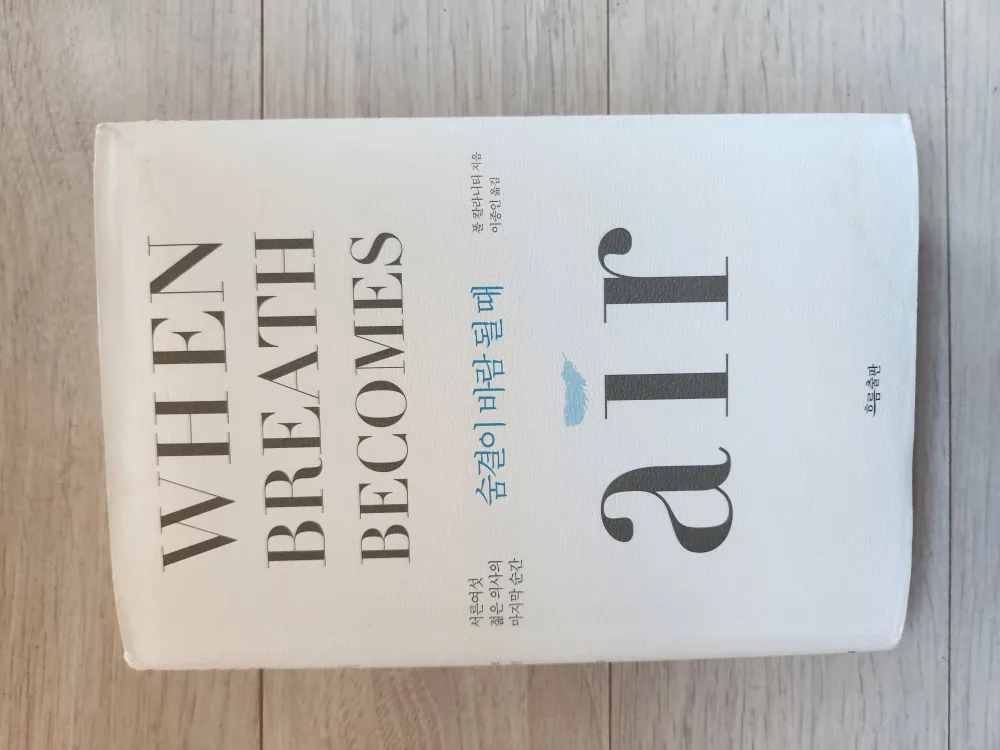 WHEN
BREATH
BECOMES
서른여섯
젊은 의사의
마지막 순간
숨결이 바람 될 때
폴 칼라니티 지음
이종인 옮김
air
흐름출판